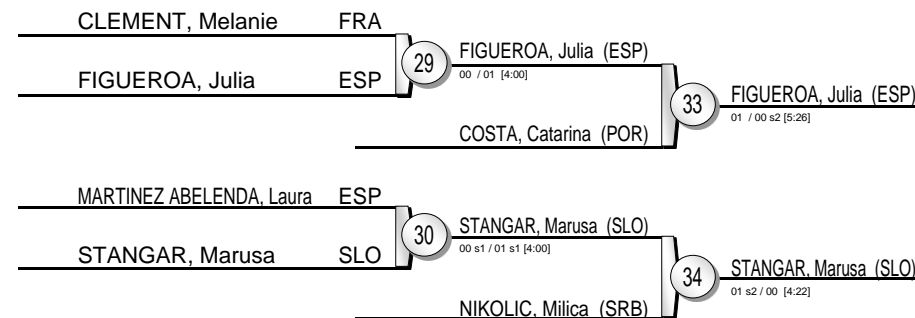 CLEMENT, Melanie FRA
FIGUEROA, Julia ESP
29
FIGUEROA, Julia (ESP)
00 / 01 [4:00]
COSTA, Catarina (POR)
33
FIGUEROA, Julia (ESP)
01 / 00 s2 [5:26]
MARTINEZ ABELENDA, Laura ESP
STANGAR, Marusa SLO
30
STANGAR, Marusa (SLO)
00 s1 / 01 s1 [4:00]
NIKOLIC, Milica (SRB)
34
STANGAR, Marusa (SLO)
01 s2 / 00 [4:22]